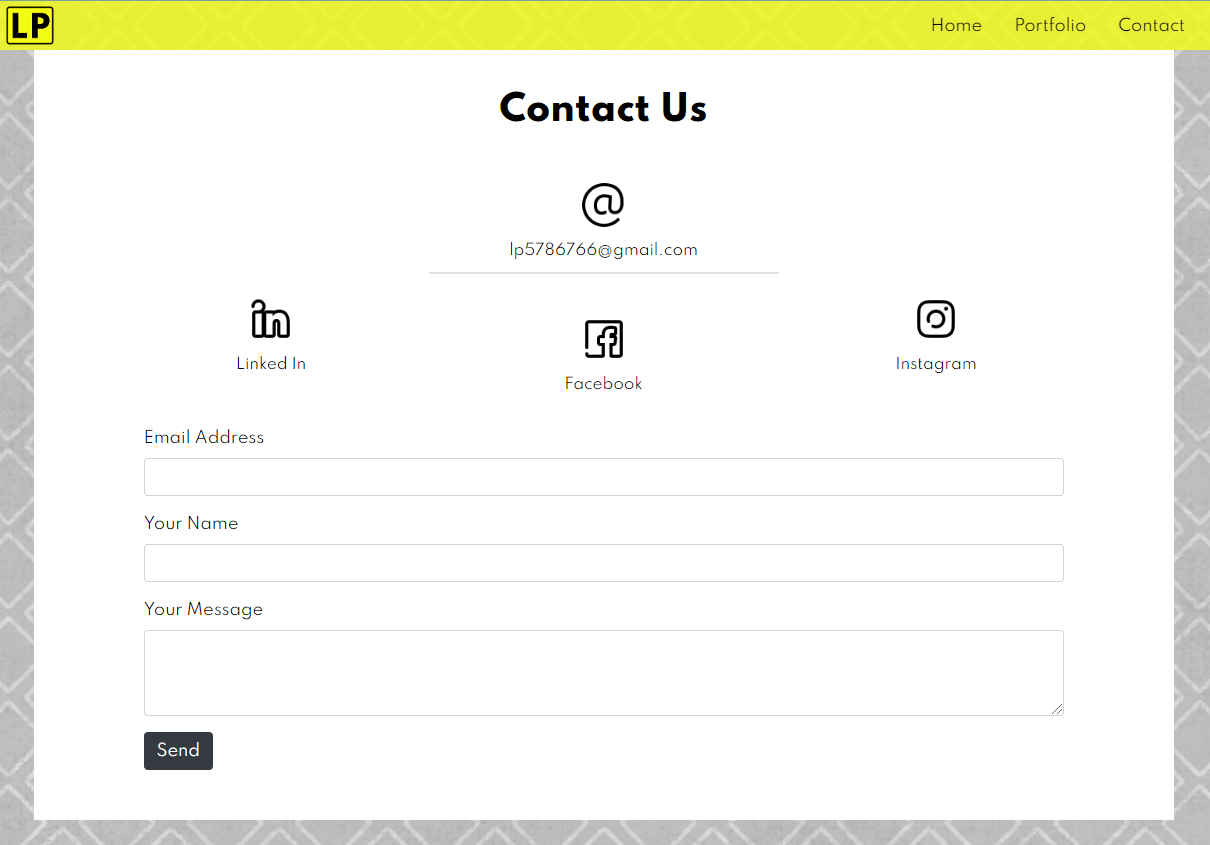 LP
Home Portfolio Contact
Contact Us
@
lp5786766@gmail.com
in
f
Linked In
Instagram
Facebook
Email Address
Your Name
Your Message
Send